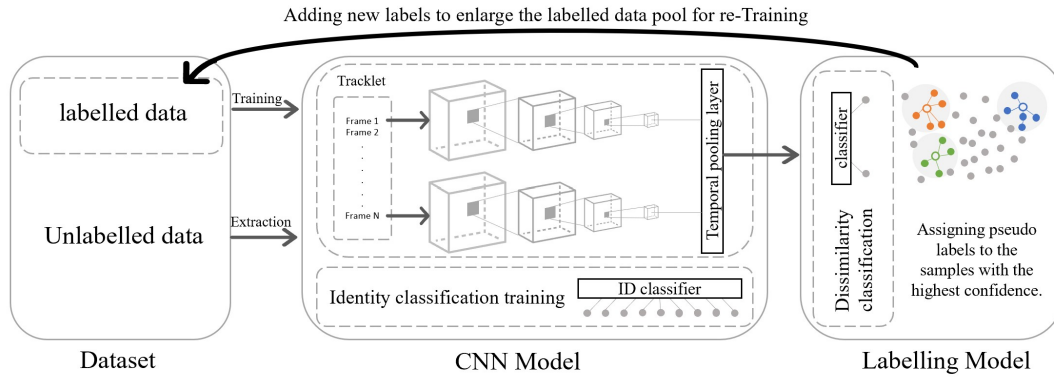 Adding new labels to enlarge the labelled data pool for re-Training
labelled data
Unlabelled data
Dataset
Training
Extraction
Tracklet
Frame 1
Frame 2
Frame N
Temporal pooling layer
Identity classification training
ID classifier
CNN Model
classifier
Dissimilarity
classification
Assigning pseudo
labels to the
samples with the
highest confidence.
Labelling Model